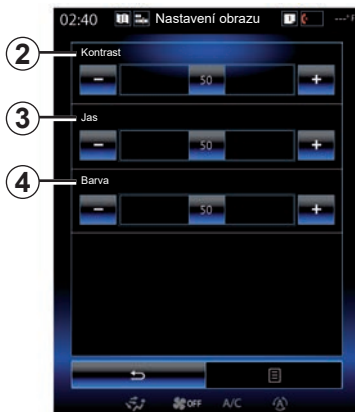 02:40 Nastavení obrazu ---°F
2 Kontrast
− 50 +
3 Jas
− 50 +
4 Barva
− 50 +
OFF A/C A